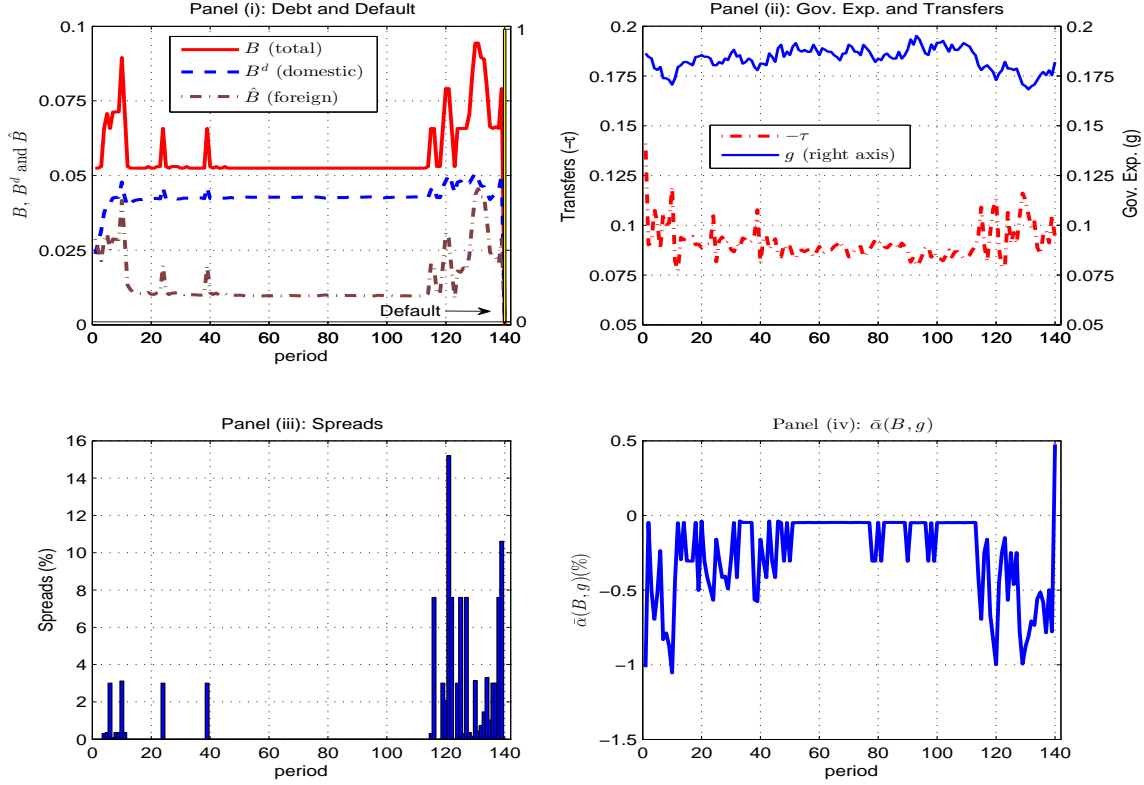 Panel (i): Debt and Default
B (total)
B^d (domestic)
B̂ (foreign)
Default
B, B^d and B̂
0.1
0.075
0.05
0.025
0
1
0
0 20 40 60 80 100 120 140
period
Panel (ii): Gov. Exp. and Transfers
−τ
g (right axis)
Transfers (−τ)
Gov. Exp. (g)
0.2
0.175
0.15
0.125
0.1
0.075
0.05
0.2
0.175
0.15
0.125
0.1
0.075
0.05
0 20 40 60 80 100 120 140
period
Panel (iii): Spreads
Spreads (%)
16
14
12
10
8
6
4
2
0
0 20 40 60 80 100 120 140
period
Panel (iv): ᾱ(B, g)
ᾱ(B, g)(%)
0.5
0
−0.5
−1
−1.5
0 20 40 60 80 100 120 140
period